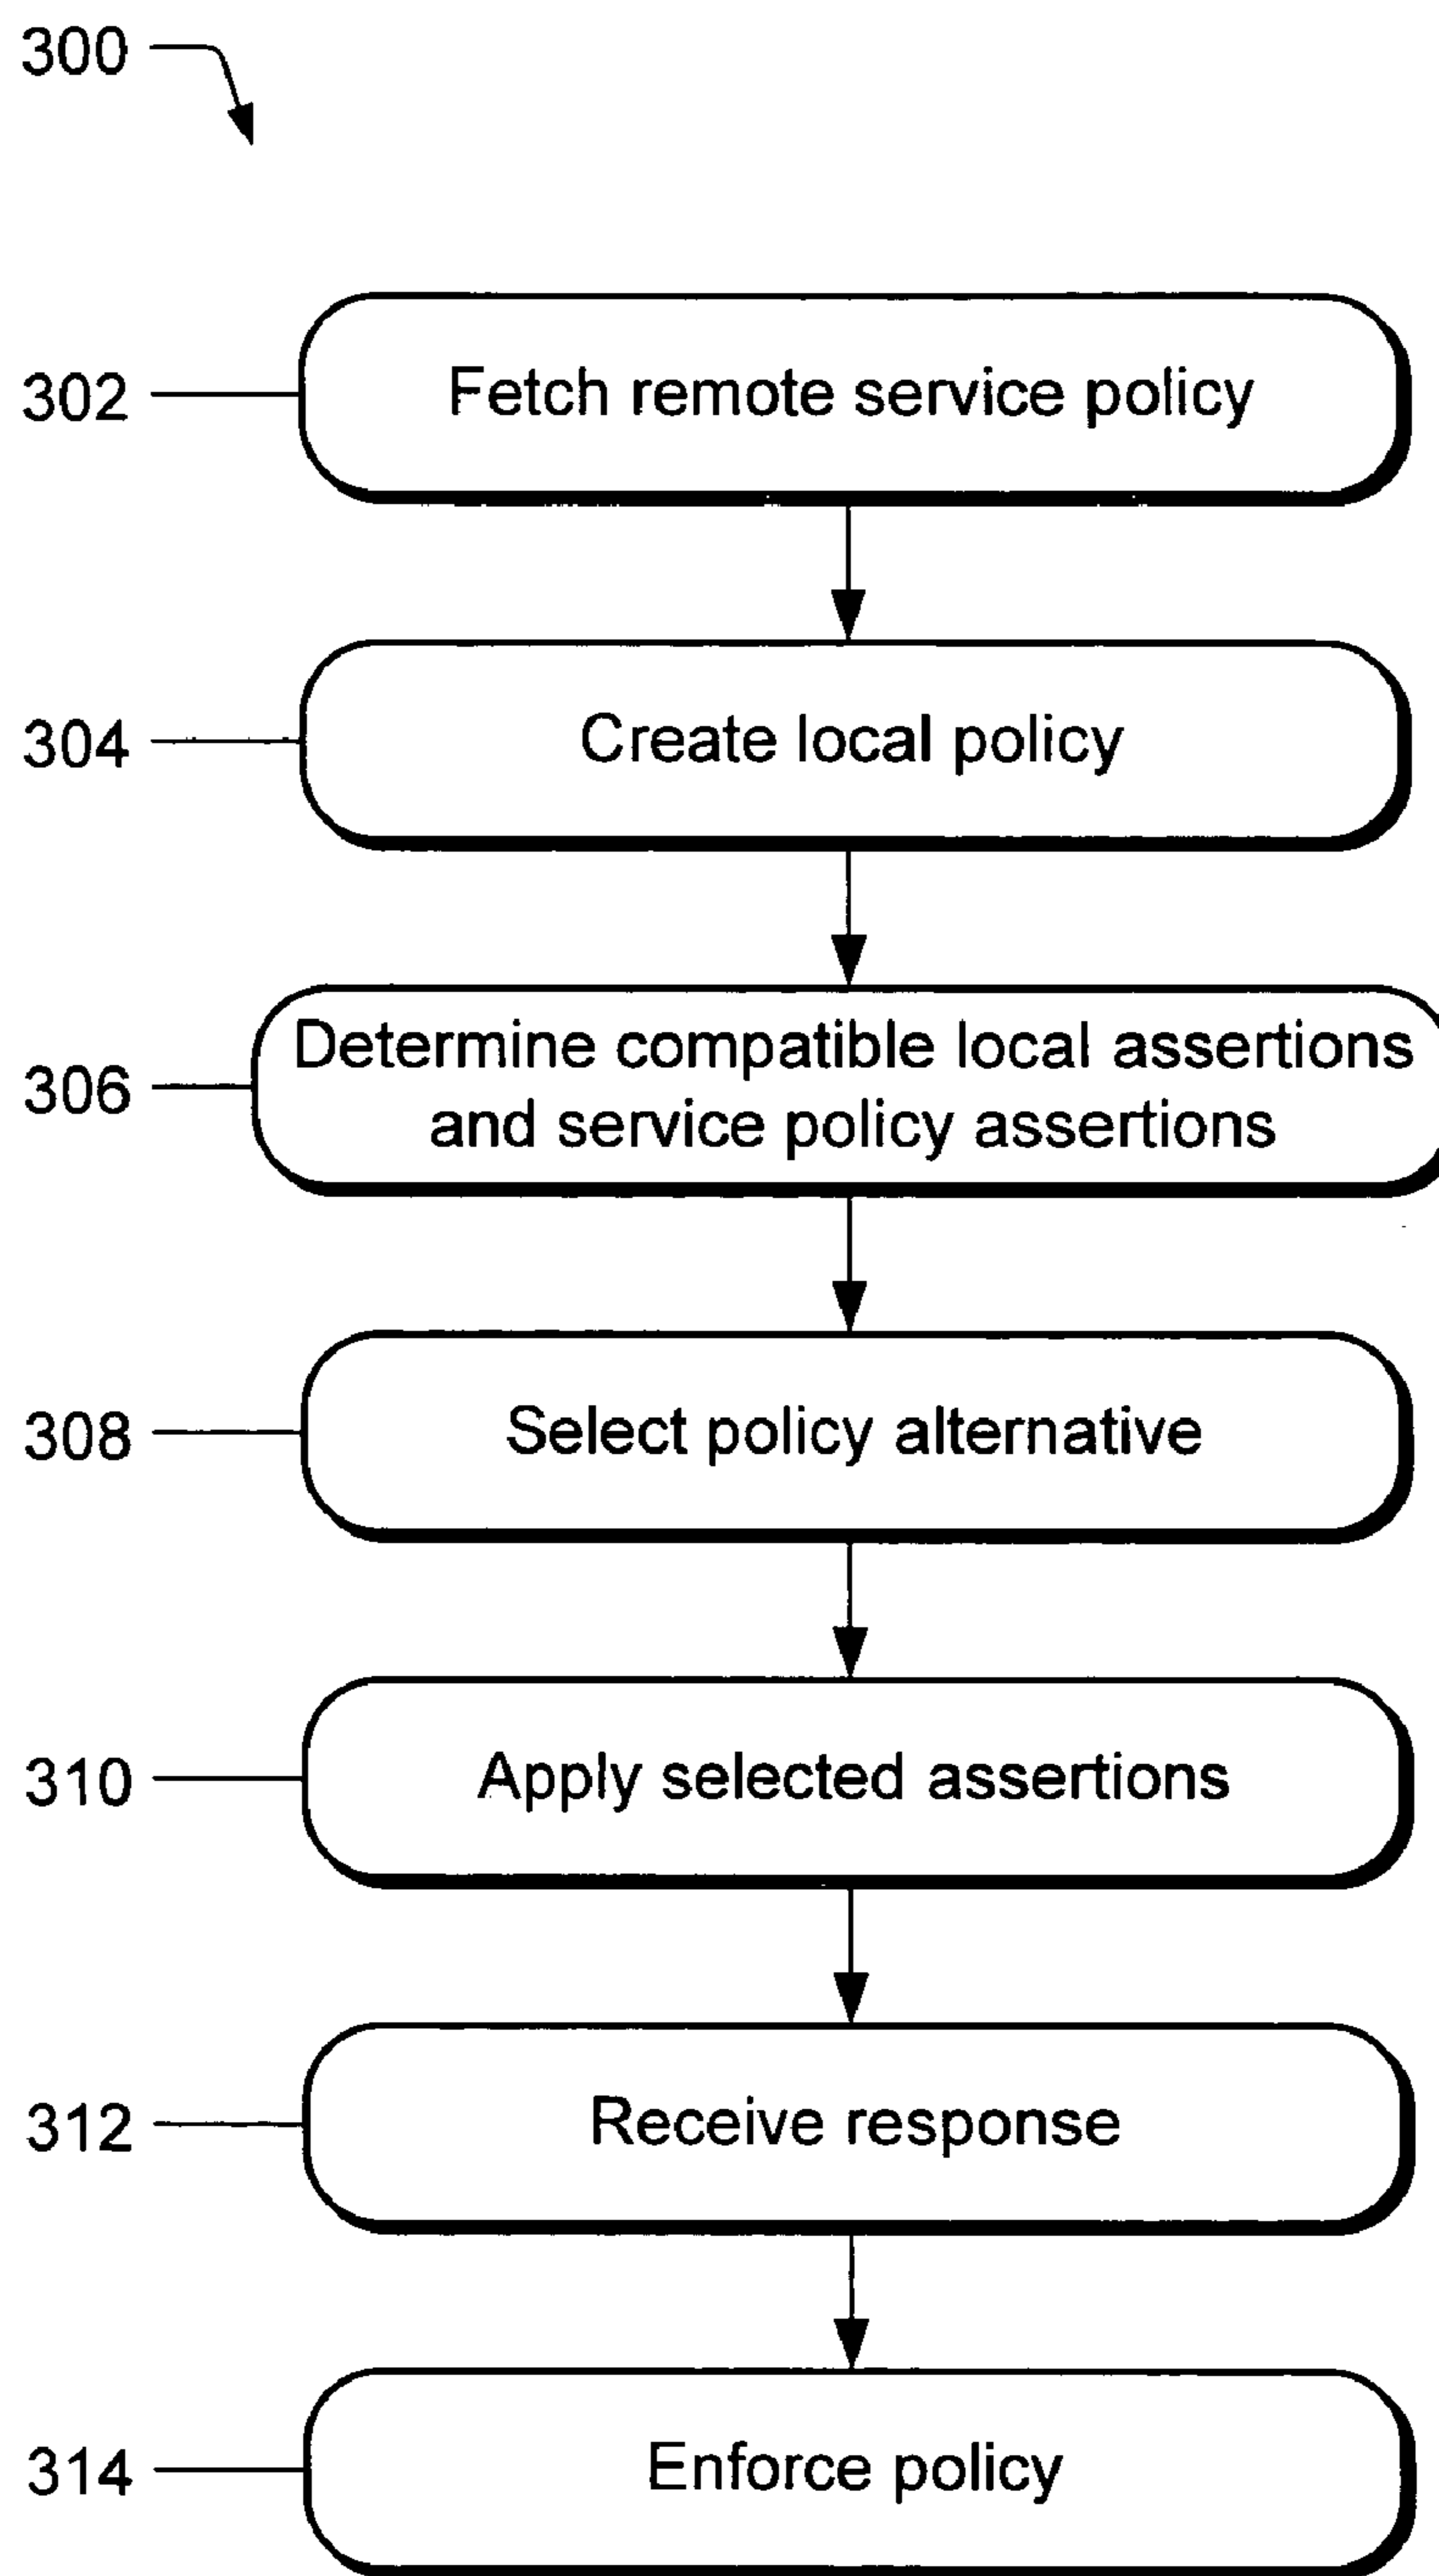 300
302 Fetch remote service policy
304 Create local policy
306 Determine compatible local assertions
and service policy assertions
308 Select policy alternative
310 Apply selected assertions
312 Receive response
314 Enforce policy